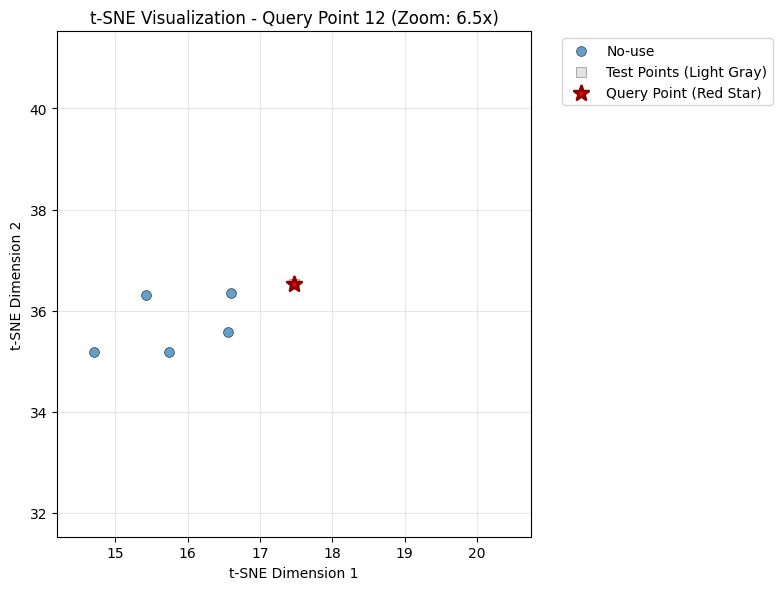 t-SNE Visualization - Query Point 12 (Zoom: 6.5x)
No-use
Test Points (Light Gray)
Query Point (Red Star)
t-SNE Dimension 2
40
38
36
34
32
15 16 17 18 19 20
t-SNE Dimension 1